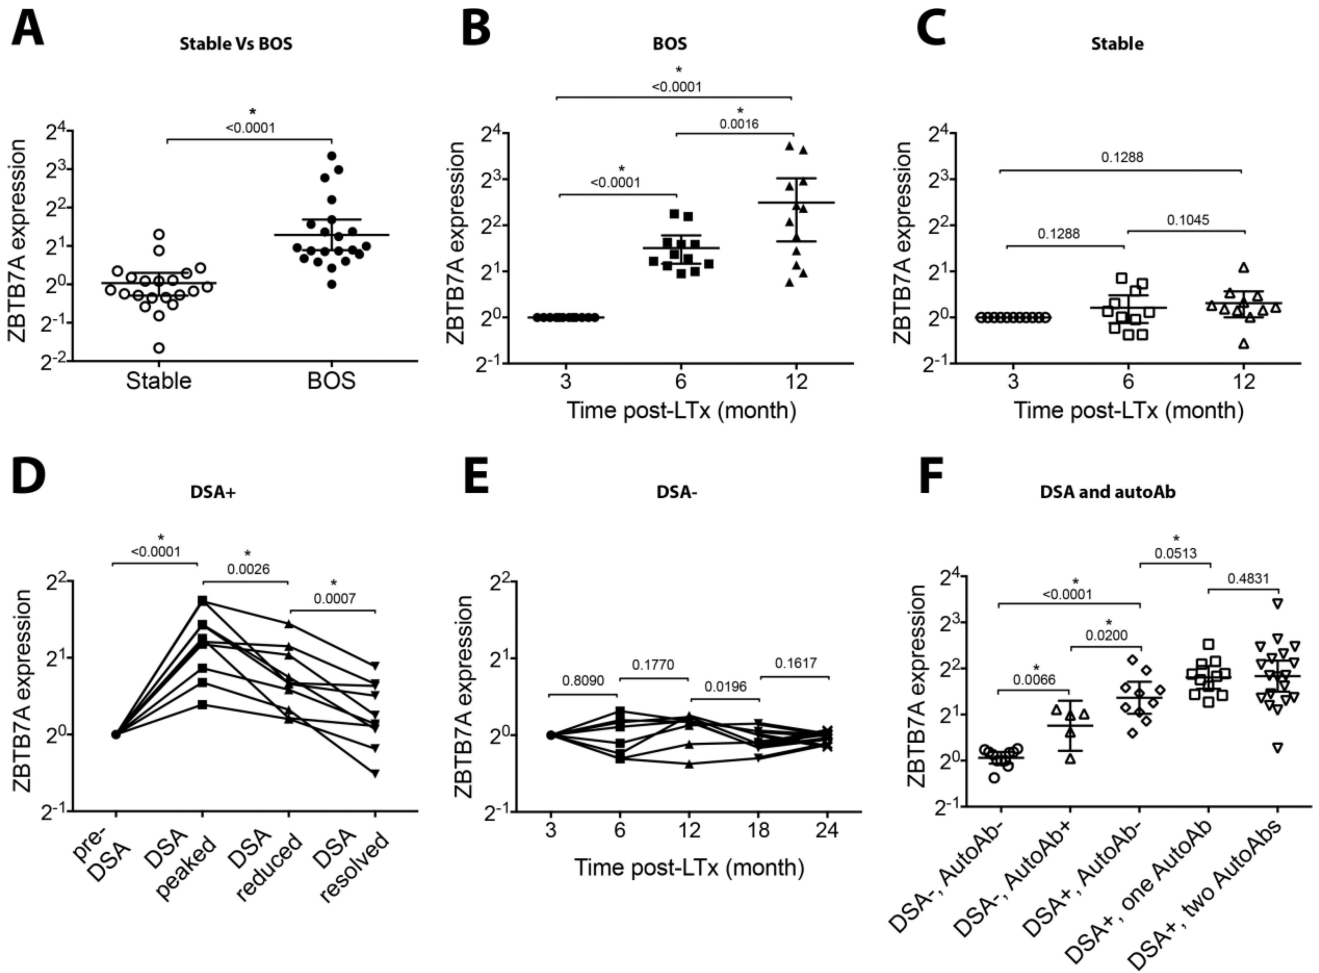 A
Stable Vs BOS
*
<0.0001
ZBTB7A expression
2^4
2^3
2^2
2^1
2^0
2^-1
2^-2
Stable
BOS
B
BOS
*
<0.0001
*
0.0016
*
<0.0001
ZBTB7A expression
2^4
2^3
2^2
2^1
2^0
2^-1
3
6
12
Time post-LTx (month)
C
Stable
0.1288
0.1045
0.1288
ZBTB7A expression
2^4
2^3
2^2
2^1
2^0
2^-1
3
6
12
Time post-LTx (month)
D
DSA+
*
<0.0001
*
0.0026
*
0.0007
ZBTB7A expression
2^2
2^1
2^0
2^-1
pre-
DSA
DSA
peaked
DSA
reduced
DSA
resolved
E
DSA-
0.8090
0.1770
0.0196
0.1617
ZBTB7A expression
2^2
2^1
2^0
2^-1
3
6
12
18
24
Time post-LTx (month)
F
DSA and autoAb
*
0.0513
0.4831
*
<0.0001
*
0.0200
*
0.0066
ZBTB7A expression
2^4
2^3
2^2
2^1
2^0
2^-1
DSA-, AutoAb-
DSA-, AutoAb+
DSA+, AutoAb-
DSA+, one AutoAb
DSA+, two AutoAbs